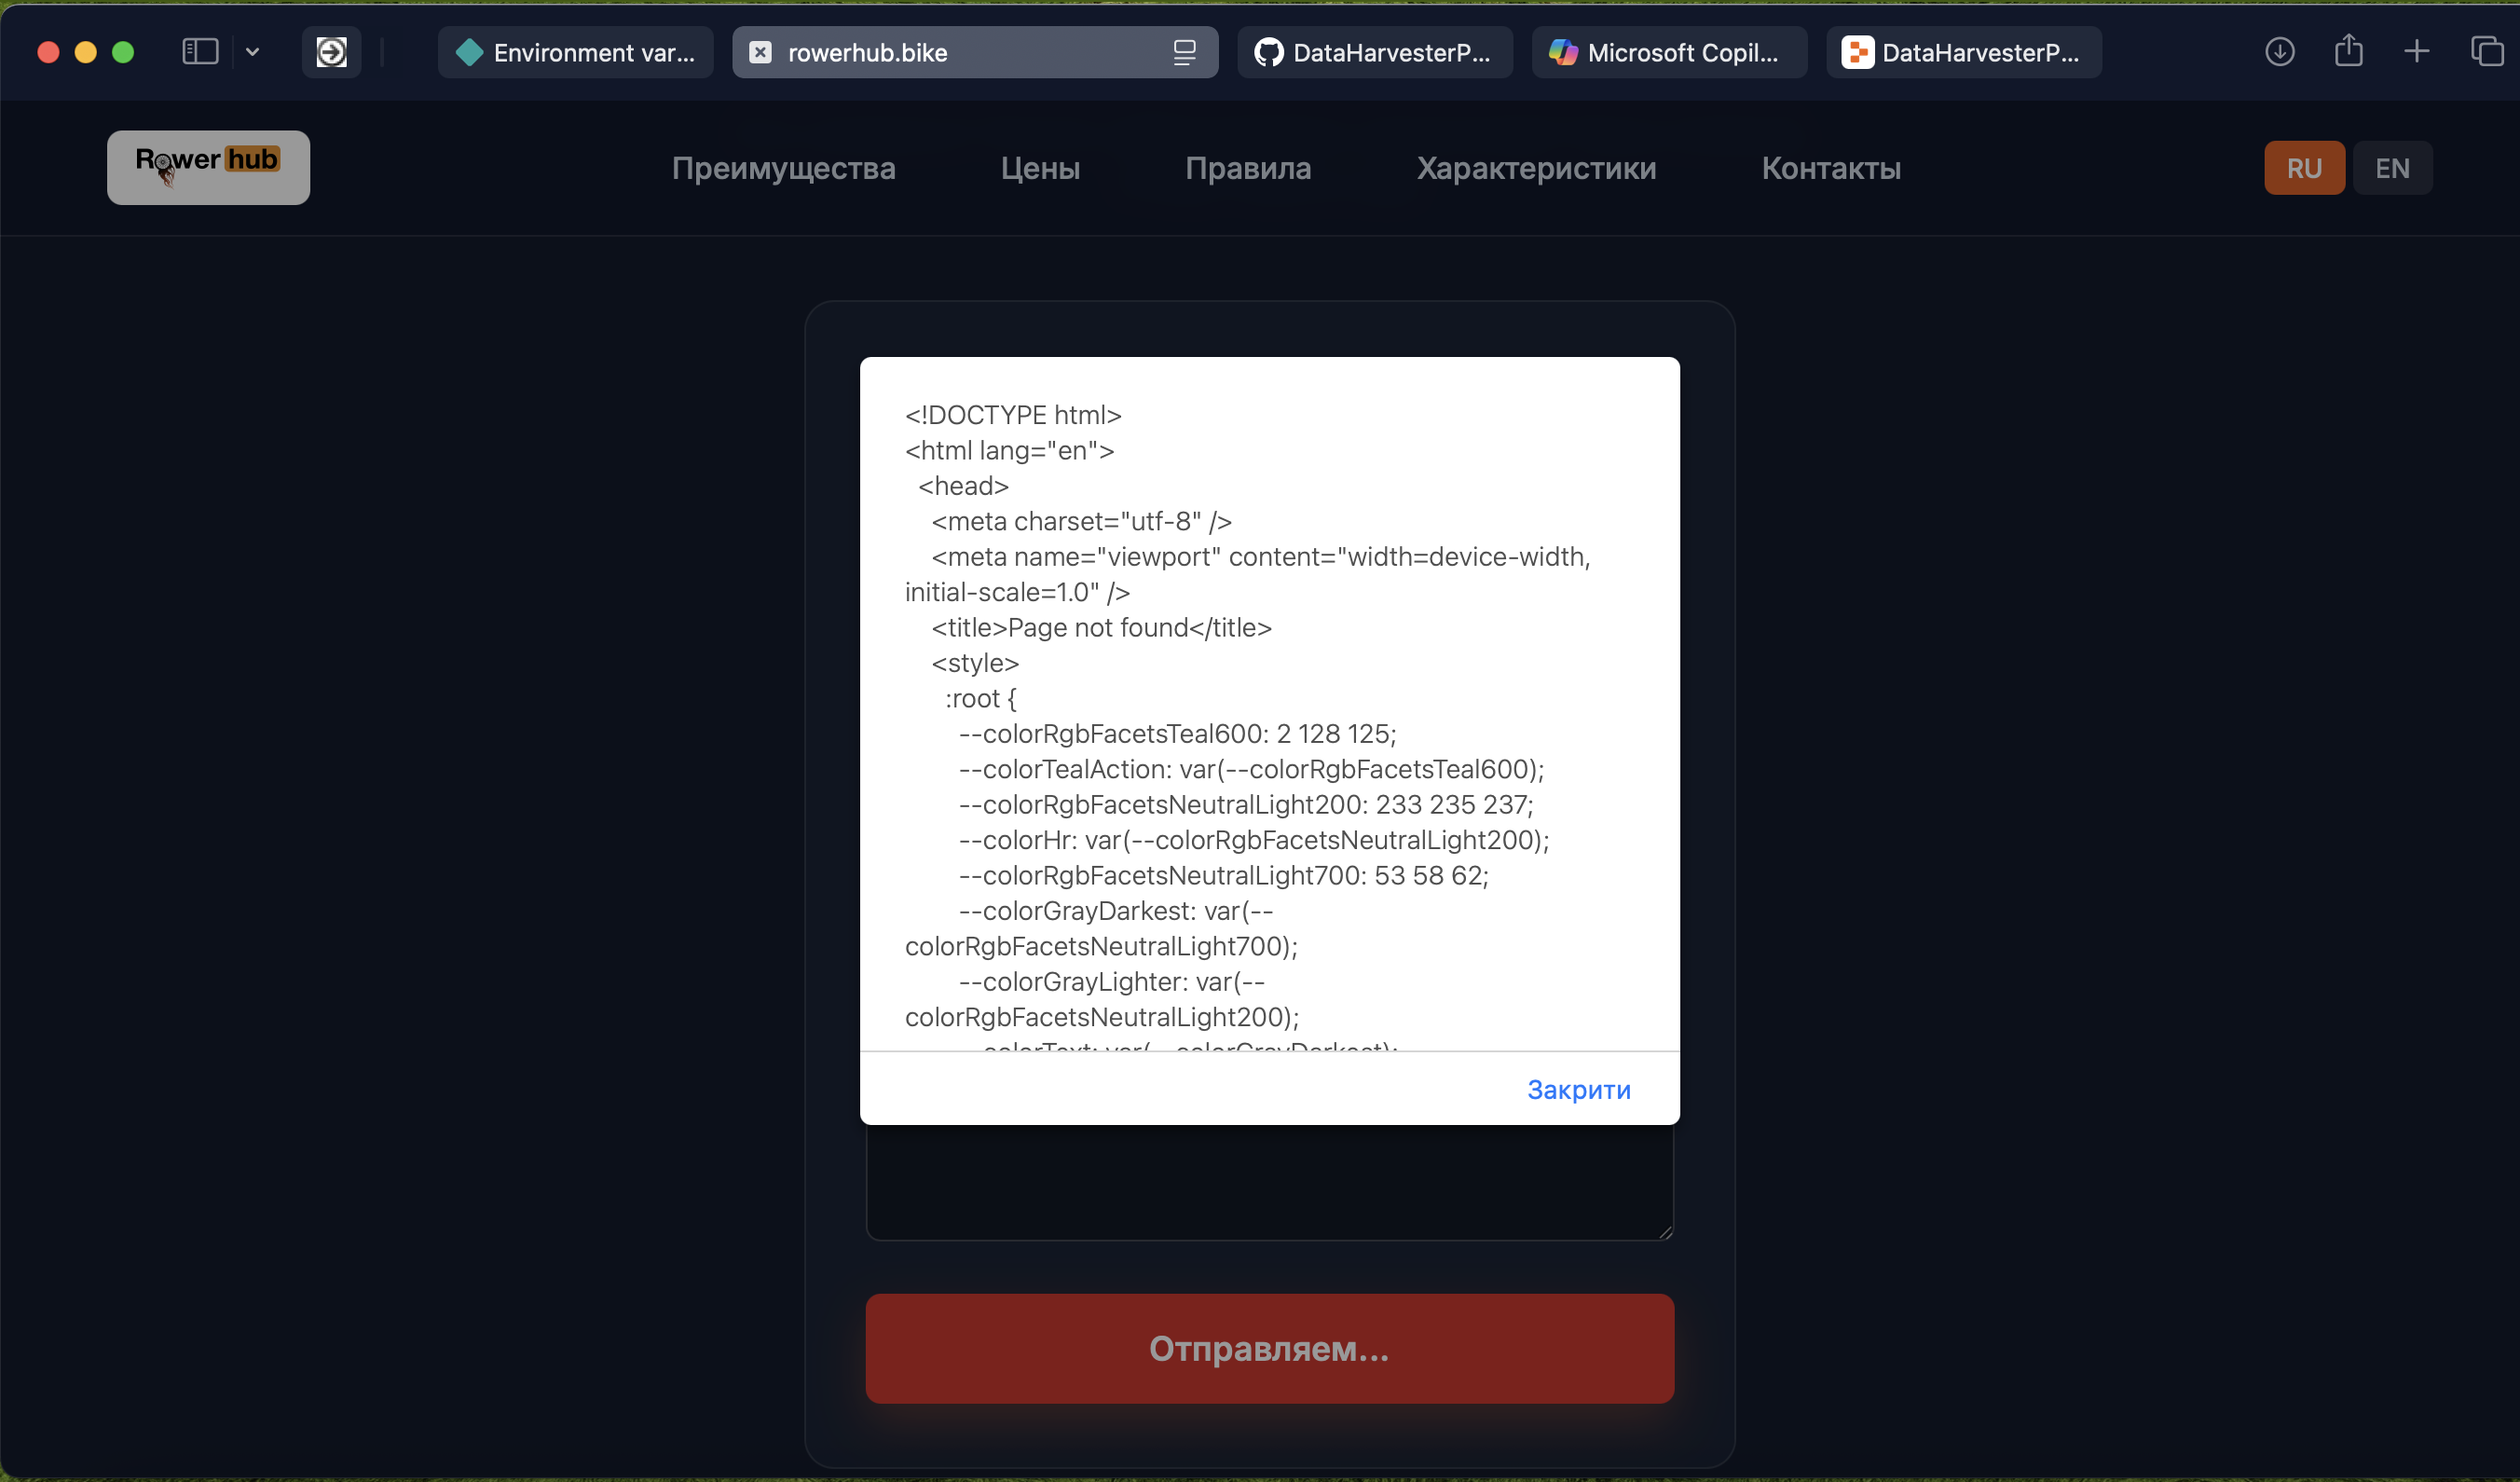 Environment var...
rowerhub.bike
DataHarvesterP...
Microsoft Copil...
DataHarvesterP...
Rower hub
Преимущества
Цены
Правила
Характеристики
Контакты
RU
EN
<!DOCTYPE html>
<html lang="en">
<head>
<meta charset="utf-8" />
<meta name="viewport" content="width=device-width,
initial-scale=1.0" />
<title>Page not found</title>
<style>
:root {
--colorRgbFacetsTeal600: 2 128 125;
--colorTealAction: var(--colorRgbFacetsTeal600);
--colorRgbFacetsNeutralLight200: 233 235 237;
--colorHr: var(--colorRgbFacetsNeutralLight200);
--colorRgbFacetsNeutralLight700: 53 58 62;
--colorGrayDarkest: var(--
colorRgbFacetsNeutralLight700);
--colorGrayLighter: var(--
colorRgbFacetsNeutralLight200);
--colorText: var(--colorGrayDarkest);
Закрити
Отправляем...